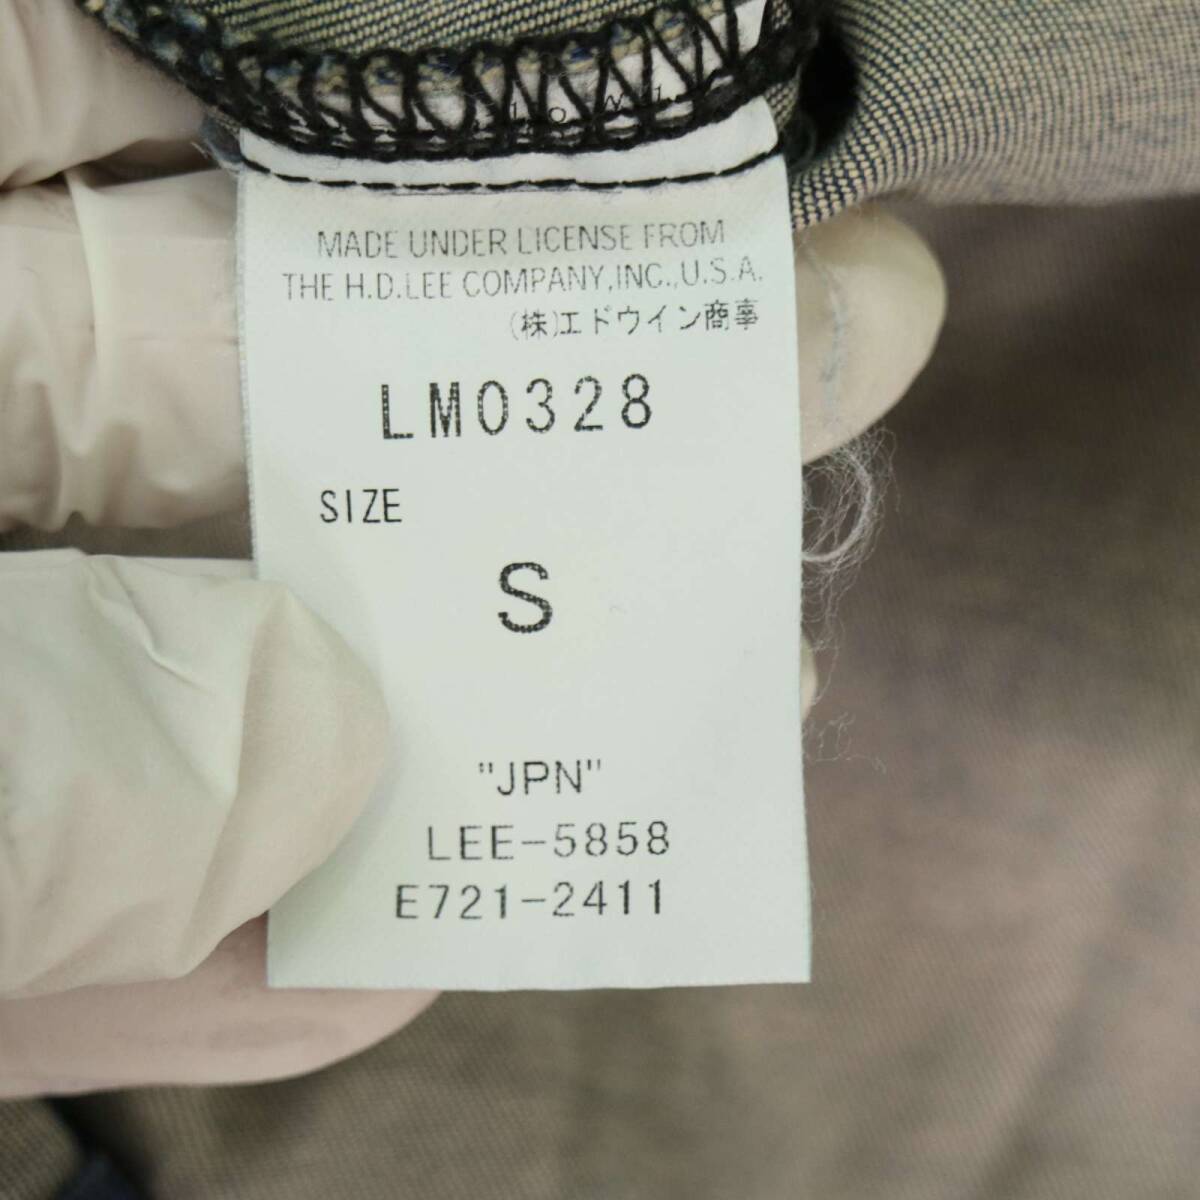 MADE UNDER LICENSE FROM
THE H.D.LEE COMPANY,INC.,U.S.A.
(株)エドウイン商事
LM0328
SIZE
S
"JPN"
LEE-5858
E721-2411